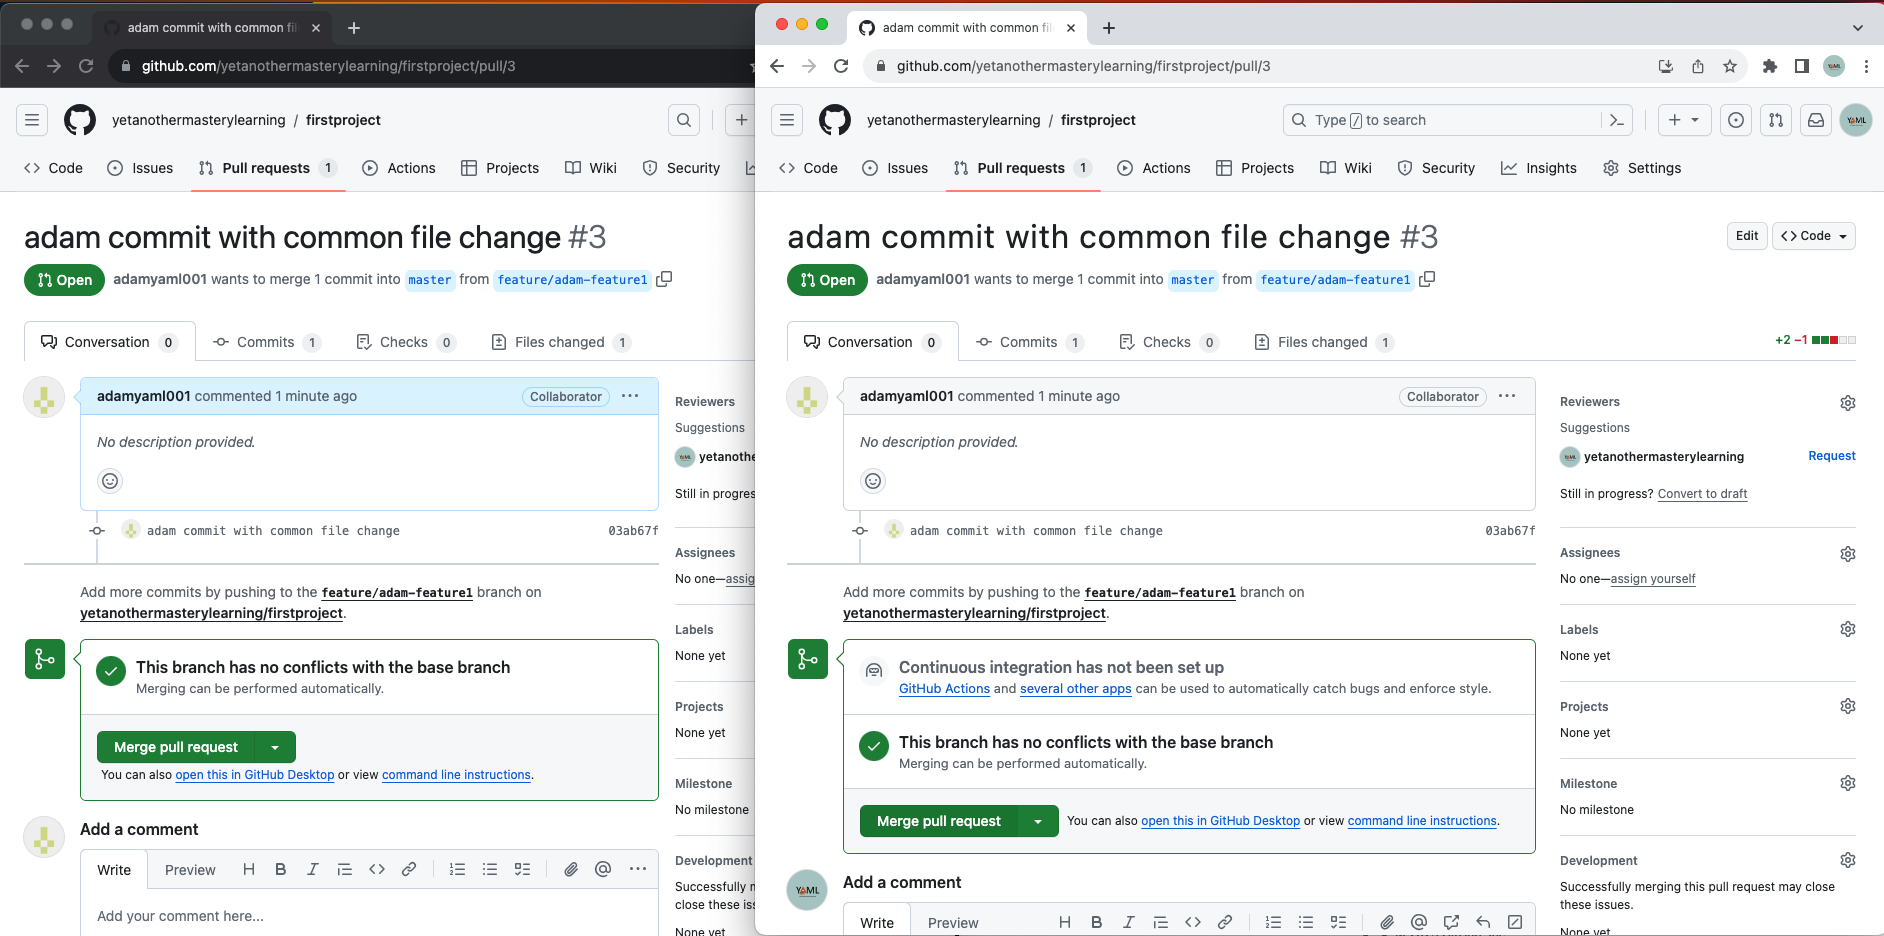 adam commit with common fil
github.com/yetanothermasterylearning/firstproject/pull/3
yetanothermasterylearning / firstproject
Code Issues Pull requests 1 Actions Projects Wiki Security
adam commit with common file change #3
Open adamyaml001 wants to merge 1 commit into master from feature/adam-feature1
Conversation 0 Commits 1 Checks 0 Files changed 1
adamyaml001 commented 1 minute ago Collaborator
No description provided.
adam commit with common file change 03ab67f
Add more commits by pushing to the feature/adam-feature1 branch on
yetanothermasterylearning/firstproject.
This branch has no conflicts with the base branch
Merging can be performed automatically.
Merge pull request
You can also open this in GitHub Desktop or view command line instructions.
Add a comment
Write Preview
Add your comment here...
Reviewers
Suggestions
yetanothe
Still in progres
Assignees
No one—assig
Labels
None yet
Projects
None yet
Milestone
No milestone
Development
Successfully m
close these iss
None yet
adam commit with common file
github.com/yetanothermasterylearning/firstproject/pull/3
yetanothermasterylearning / firstproject
Type / to search
YAML
Code Issues Pull requests 1 Actions Projects Wiki Security Insights Settings
adam commit with common file change #3
Edit Code
Open adamyaml001 wants to merge 1 commit into master from feature/adam-feature1
Conversation 0 Commits 1 Checks 0 Files changed 1
+2 −1
adamyaml001 commented 1 minute ago Collaborator
No description provided.
adam commit with common file change 03ab67f
Add more commits by pushing to the feature/adam-feature1 branch on
yetanothermasterylearning/firstproject.
Continuous integration has not been set up
GitHub Actions and several other apps can be used to automatically catch bugs and enforce style.
This branch has no conflicts with the base branch
Merging can be performed automatically.
Merge pull request You can also open this in GitHub Desktop or view command line instructions.
YAML
Add a comment
Write Preview
Reviewers
Suggestions
yetanothermasterylearning Request
Still in progress? Convert to draft
Assignees
No one—assign yourself
Labels
None yet
Projects
None yet
Milestone
No milestone
Development
Successfully merging this pull request may close
these issues.
None yet